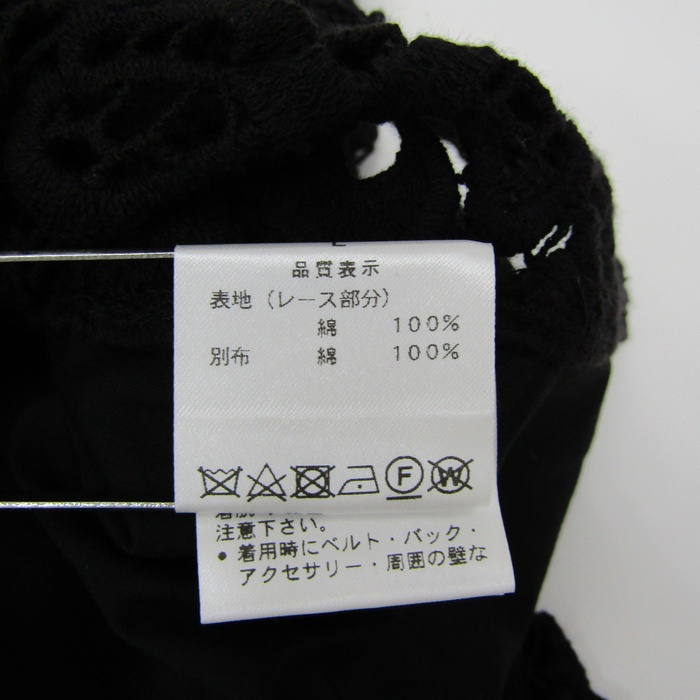 品質表示
表地（レース部分）
綿 100%
別布 綿 100%
F W
注意下さい。
● 着用時にベルト・バック・
アクセサリー・周囲の壁な